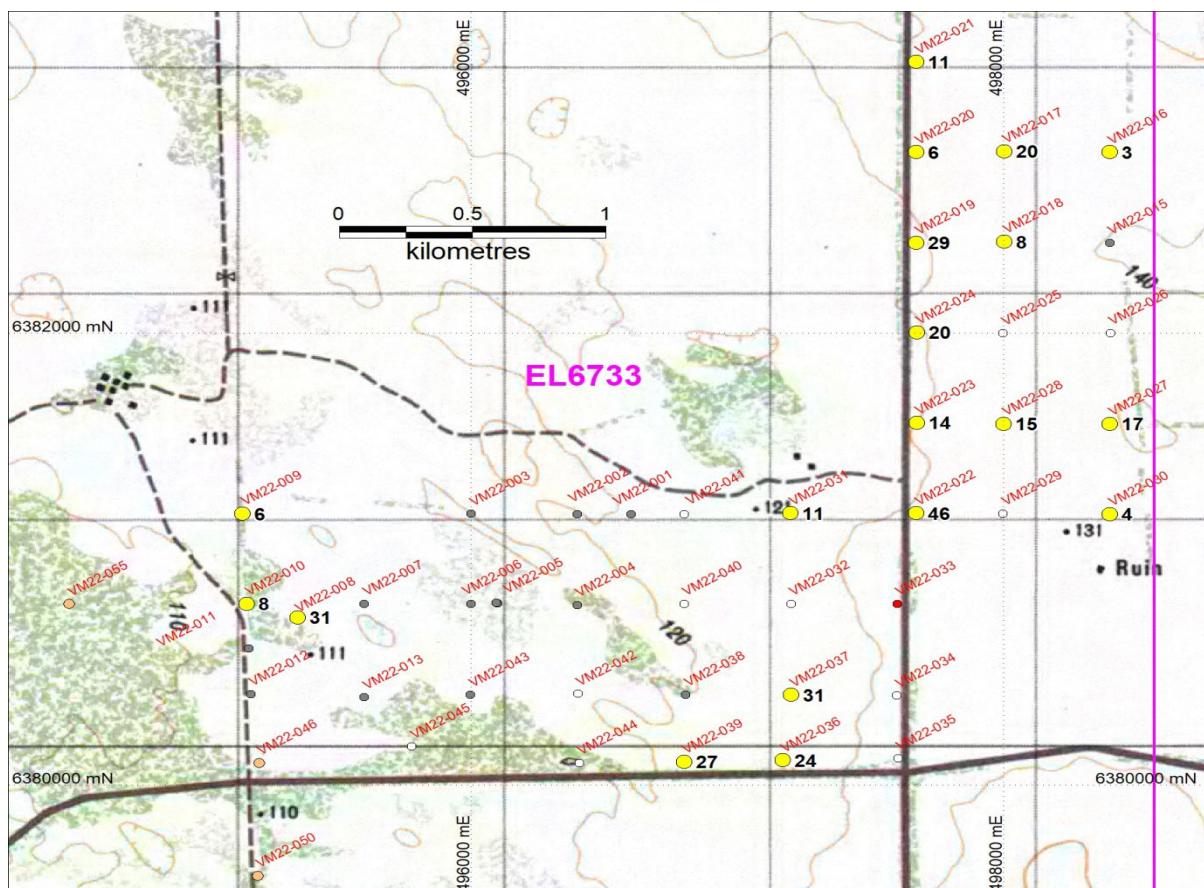 496000 mE
498000 mE
VM22-021
11
VM22-020
6
VM22-017
20
VM22-016
3
0 0.5 1
kilometres
VM22-019
29
VM22-018
8
VM22-015
140
111
6382000 mN
VM22-024
20
VM22-025
VM22-026
EL6733
VM22-023
14
VM22-028
15
VM22-027
17
111
VM22-009
6
VM22-003
VM22-002
VM22-001
VM22-041
VM22-031
11
VM22-022
46
VM22-029
VM22-030
4
131
Ruin
VM22-055
VM22-010
8
VM22-008
31
VM22-007
VM22-006
VM22-005
VM22-004
VM22-040
VM22-032
VM22-033
110
VM22-011
120
111
VM22-012
VM22-013
VM22-043
VM22-042
VM22-038
VM22-037
31
VM22-034
VM22-046
VM22-045
VM22-044
VM22-039
27
VM22-036
24
VM22-035
6380000 mN
6380000 mN
110
VM22-050
496000 mE
498000 mE